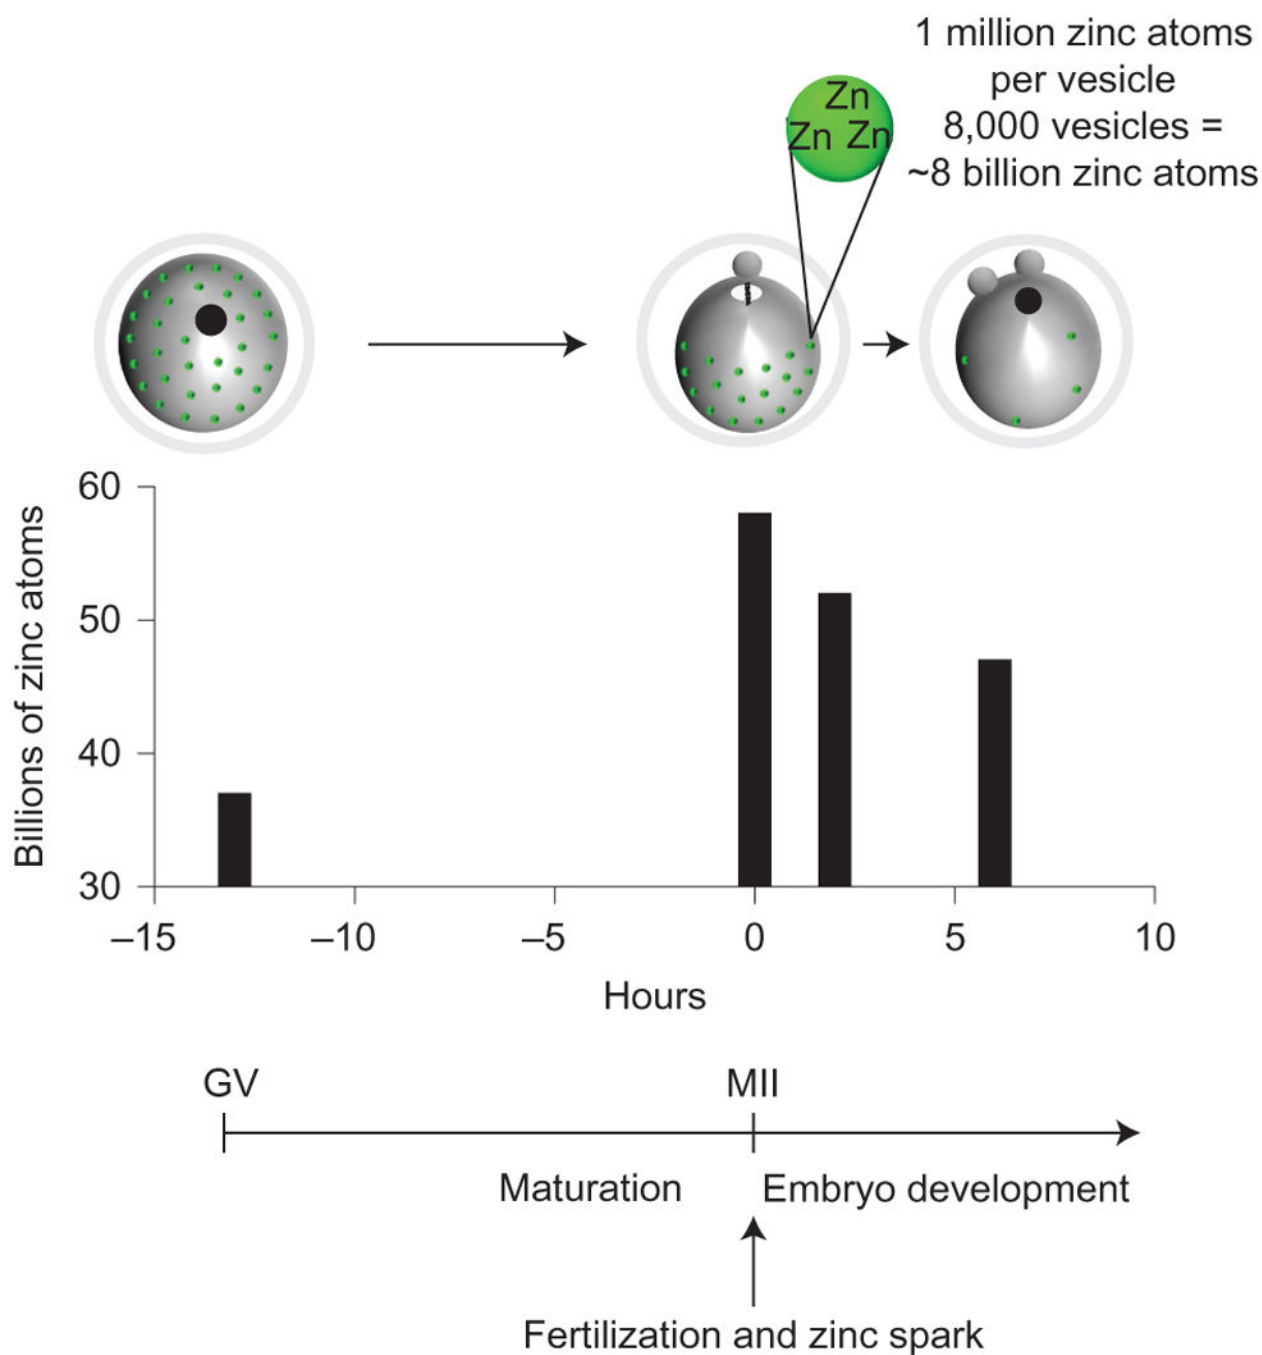 1 million zinc atoms
per vesicle
8,000 vesicles =
~8 billion zinc atoms
Zn
Zn Zn
60
50
40
30
Billions of zinc atoms
–15 –10 –5 0 5 10
Hours
GV MII
Maturation Embryo development
Fertilization and zinc spark